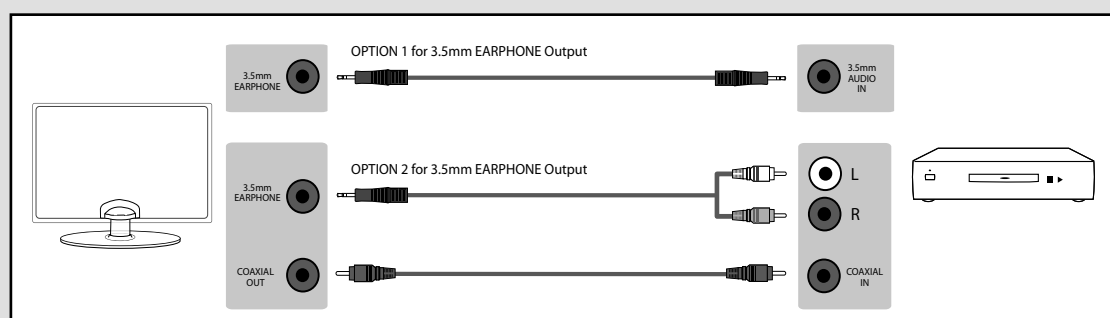 OPTION 1 for 3.5mm EARPHONE Output
3.5mm
EARPHONE
3.5mm
AUDIO
IN
OPTION 2 for 3.5mm EARPHONE Output
3.5mm
EARPHONE
L
R
COAXIAL
OUT
COAXIAL
IN